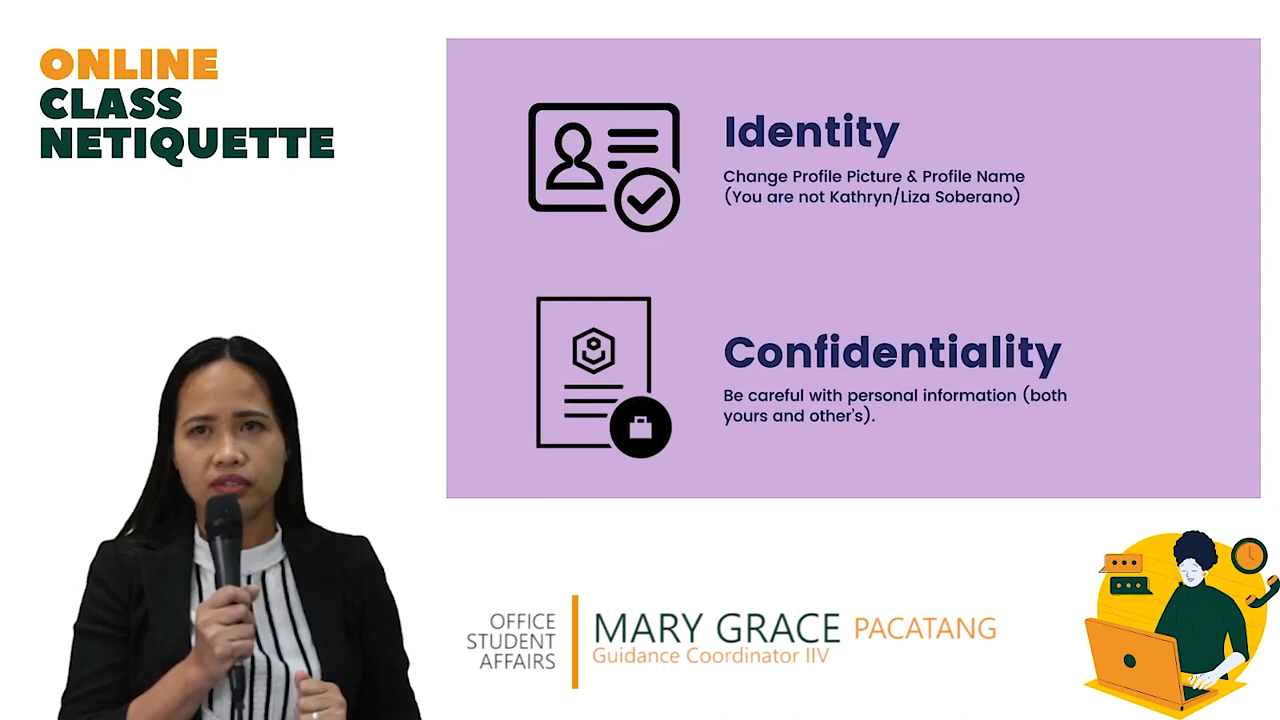 ONLINE
CLASS
NETIQUETTE
Identity
Change Profile Picture & Profile Name
(You are not Kathryn/Liza Soberano)
Confidentiality
Be careful with personal information (both
yours and other's).
OFFICE
STUDENT
AFFAIRS
MARY GRACE PACATANG
Guidance Coordinator IIV